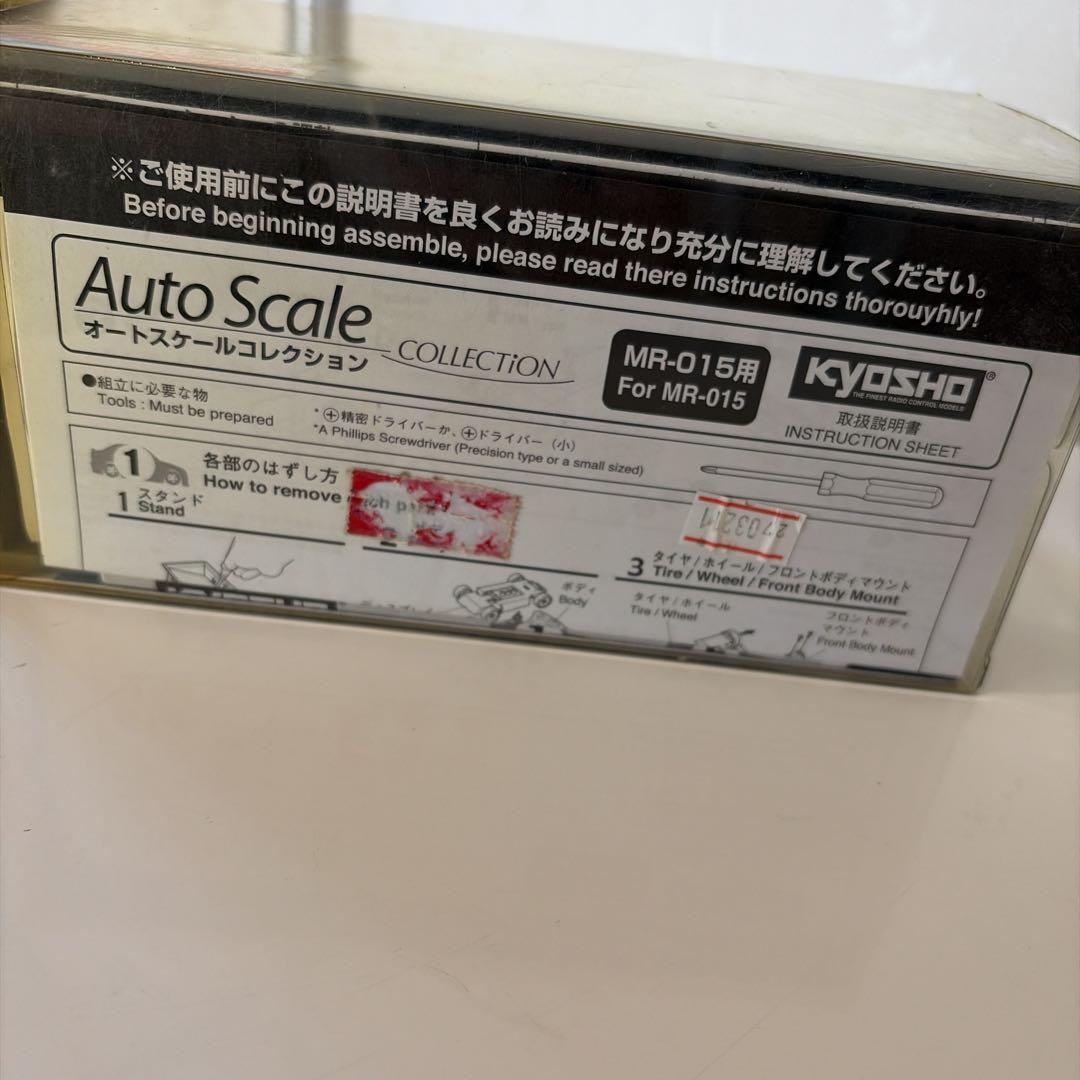 ※ご使用前にこの説明書を良くお読みになり充分に理解してください。
Before beginning assemble, please read there instructions thorouyhly!
Auto Scale
COLLECTiON
オートスケールコレクション
MR-015用
For MR-015
KYOSHO®
THE FINEST RADIO CONTROL MODELS
取扱説明書
INSTRUCTION SHEET
●組立に必要な物
Tools : Must be prepared
*⊕精密ドライバーか、⊕ドライバー（小）
*A Phillips Screwdriver (Precision type or a small sized)
1
各部のはずし方
How to remove
1 スタンド
Stand
2703211
3 タイヤ/ホイール/フロントボディマウント
Tire / Wheel / Front Body Mount
ボディ
Body
タイヤ/ホイール
Tire / Wheel
フロントボディ
マウント
Front Body Mount